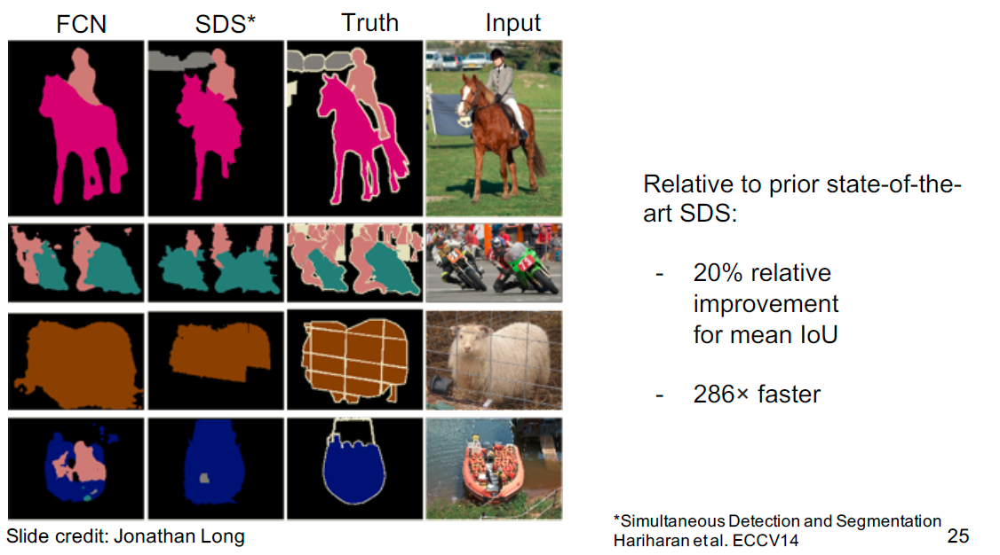 FCN
SDS*
Truth
Input
Relative to prior state-of-the-
art SDS:
- 20% relative
improvement
for mean IoU
- 286× faster
*Simultaneous Detection and Segmentation
Hariharan et al. ECCV14
25
Slide credit: Jonathan Long